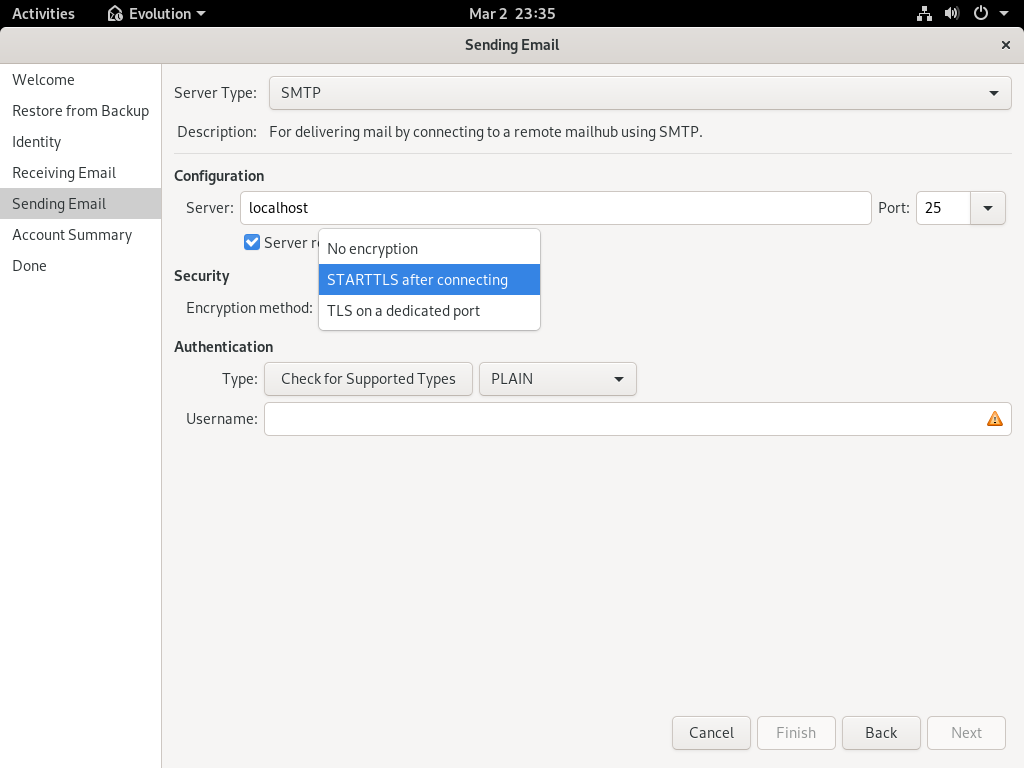 Activities Evolution Mar 2 23:35
Sending Email
Welcome
Restore from Backup
Identity
Receiving Email
Sending Email
Account Summary
Done
Server Type: SMTP
Description: For delivering mail by connecting to a remote mailhub using SMTP.
Configuration
Server: localhost Port: 25
Server
No encryption
Security
STARTTLS after connecting
Encryption method:
TLS on a dedicated port
Authentication
Type: Check for Supported Types PLAIN
Username:
Cancel Finish Back Next